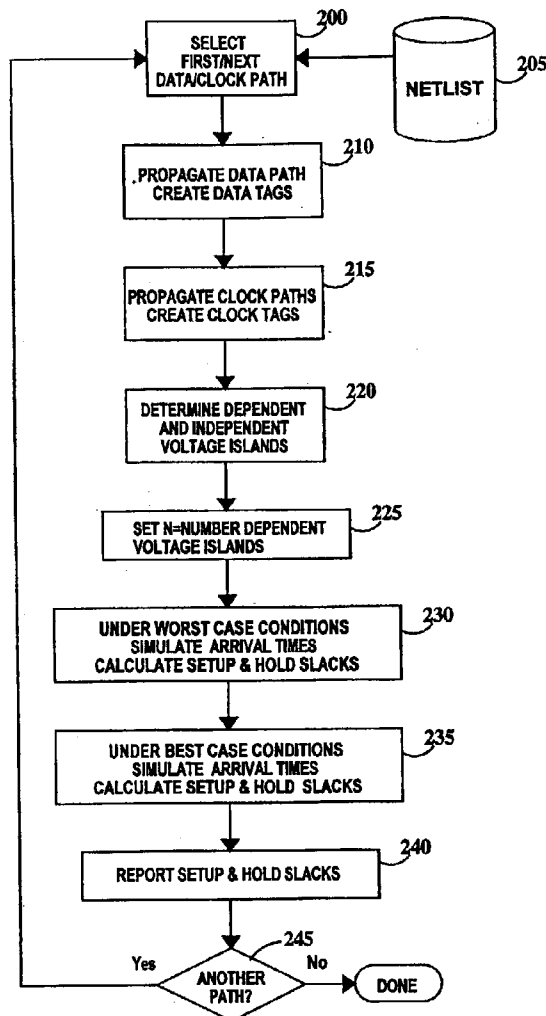 200
SELECT
FIRST/NEXT
DATA/CLOCK PATH
NETLIST
205
210
PROPAGATE DATA PATH
CREATE DATA TAGS
215
PROPAGATE CLOCK PATHS
CREATE CLOCK TAGS
220
DETERMINE DEPENDENT
AND INDEPENDENT
VOLTAGE ISLANDS
225
SET N=NUMBER DEPENDENT
VOLTAGE ISLANDS
230
UNDER WORST CASE CONDITIONS
SIMULATE ARRIVAL TIMES
CALCULATE SETUP & HOLD SLACKS
235
UNDER BEST CASE CONDITIONS
SIMULATE ARRIVAL TIMES
CALCULATE SETUP & HOLD SLACKS
240
REPORT SETUP & HOLD SLACKS
245
Yes
ANOTHER
PATH?
No
DONE